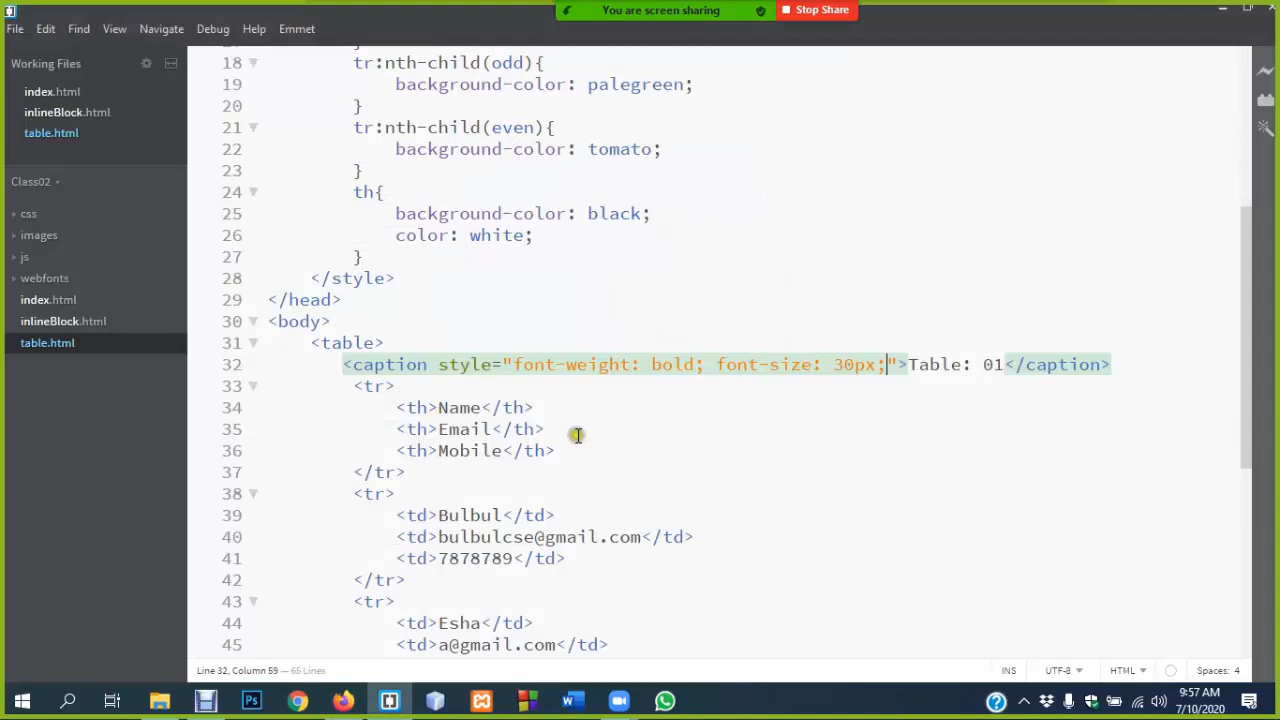 You are screen sharing
Stop Share
File Edit Find View Navigate Debug Help Emmet
Working Files
index.html
inlineBlock.html
table.html
Class02
css
images
js
webfonts
index.html
inlineBlock.html
table.html
18 tr:nth-child(odd){
19 background-color: palegreen;
20 }
21 tr:nth-child(even){
22 background-color: tomato;
23 }
24 th{
25 background-color: black;
26 color: white;
27 }
28 </style>
29 </head>
30 <body>
31 <table>
32 <caption style="font-weight: bold; font-size: 30px;">Table: 01</caption>
33 <tr>
34 <th>Name</th>
35 <th>Email</th>
36 <th>Mobile</th>
37 </tr>
38 <tr>
39 <td>Bulbul</td>
40 <td>bulbulcse@gmail.com</td>
41 <td>7878789</td>
42 </tr>
43 <tr>
44 <td>Esha</td>
45 <td>a@gmail.com</td>
Line 32, Column 59 — 65 Lines
INS UTF-8 HTML Spaces: 4
9:57 AM
7/10/2020